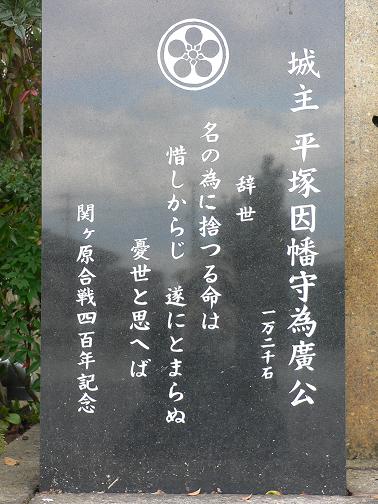 城主 平塚因幡守為廣公
一万二千石
辞世
名の為に捨つる命は
惜しからじ 遂にとまらぬ
憂世と思へば
関ヶ原合戦四百年記念